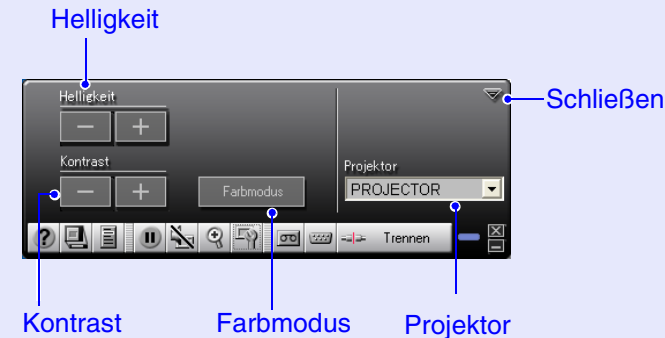 Helligkeit
Helligkeit
Schließen
Kontrast
Projektor
Farbmodus
PROJECTOR
Trennen
Kontrast
Farbmodus
Projektor